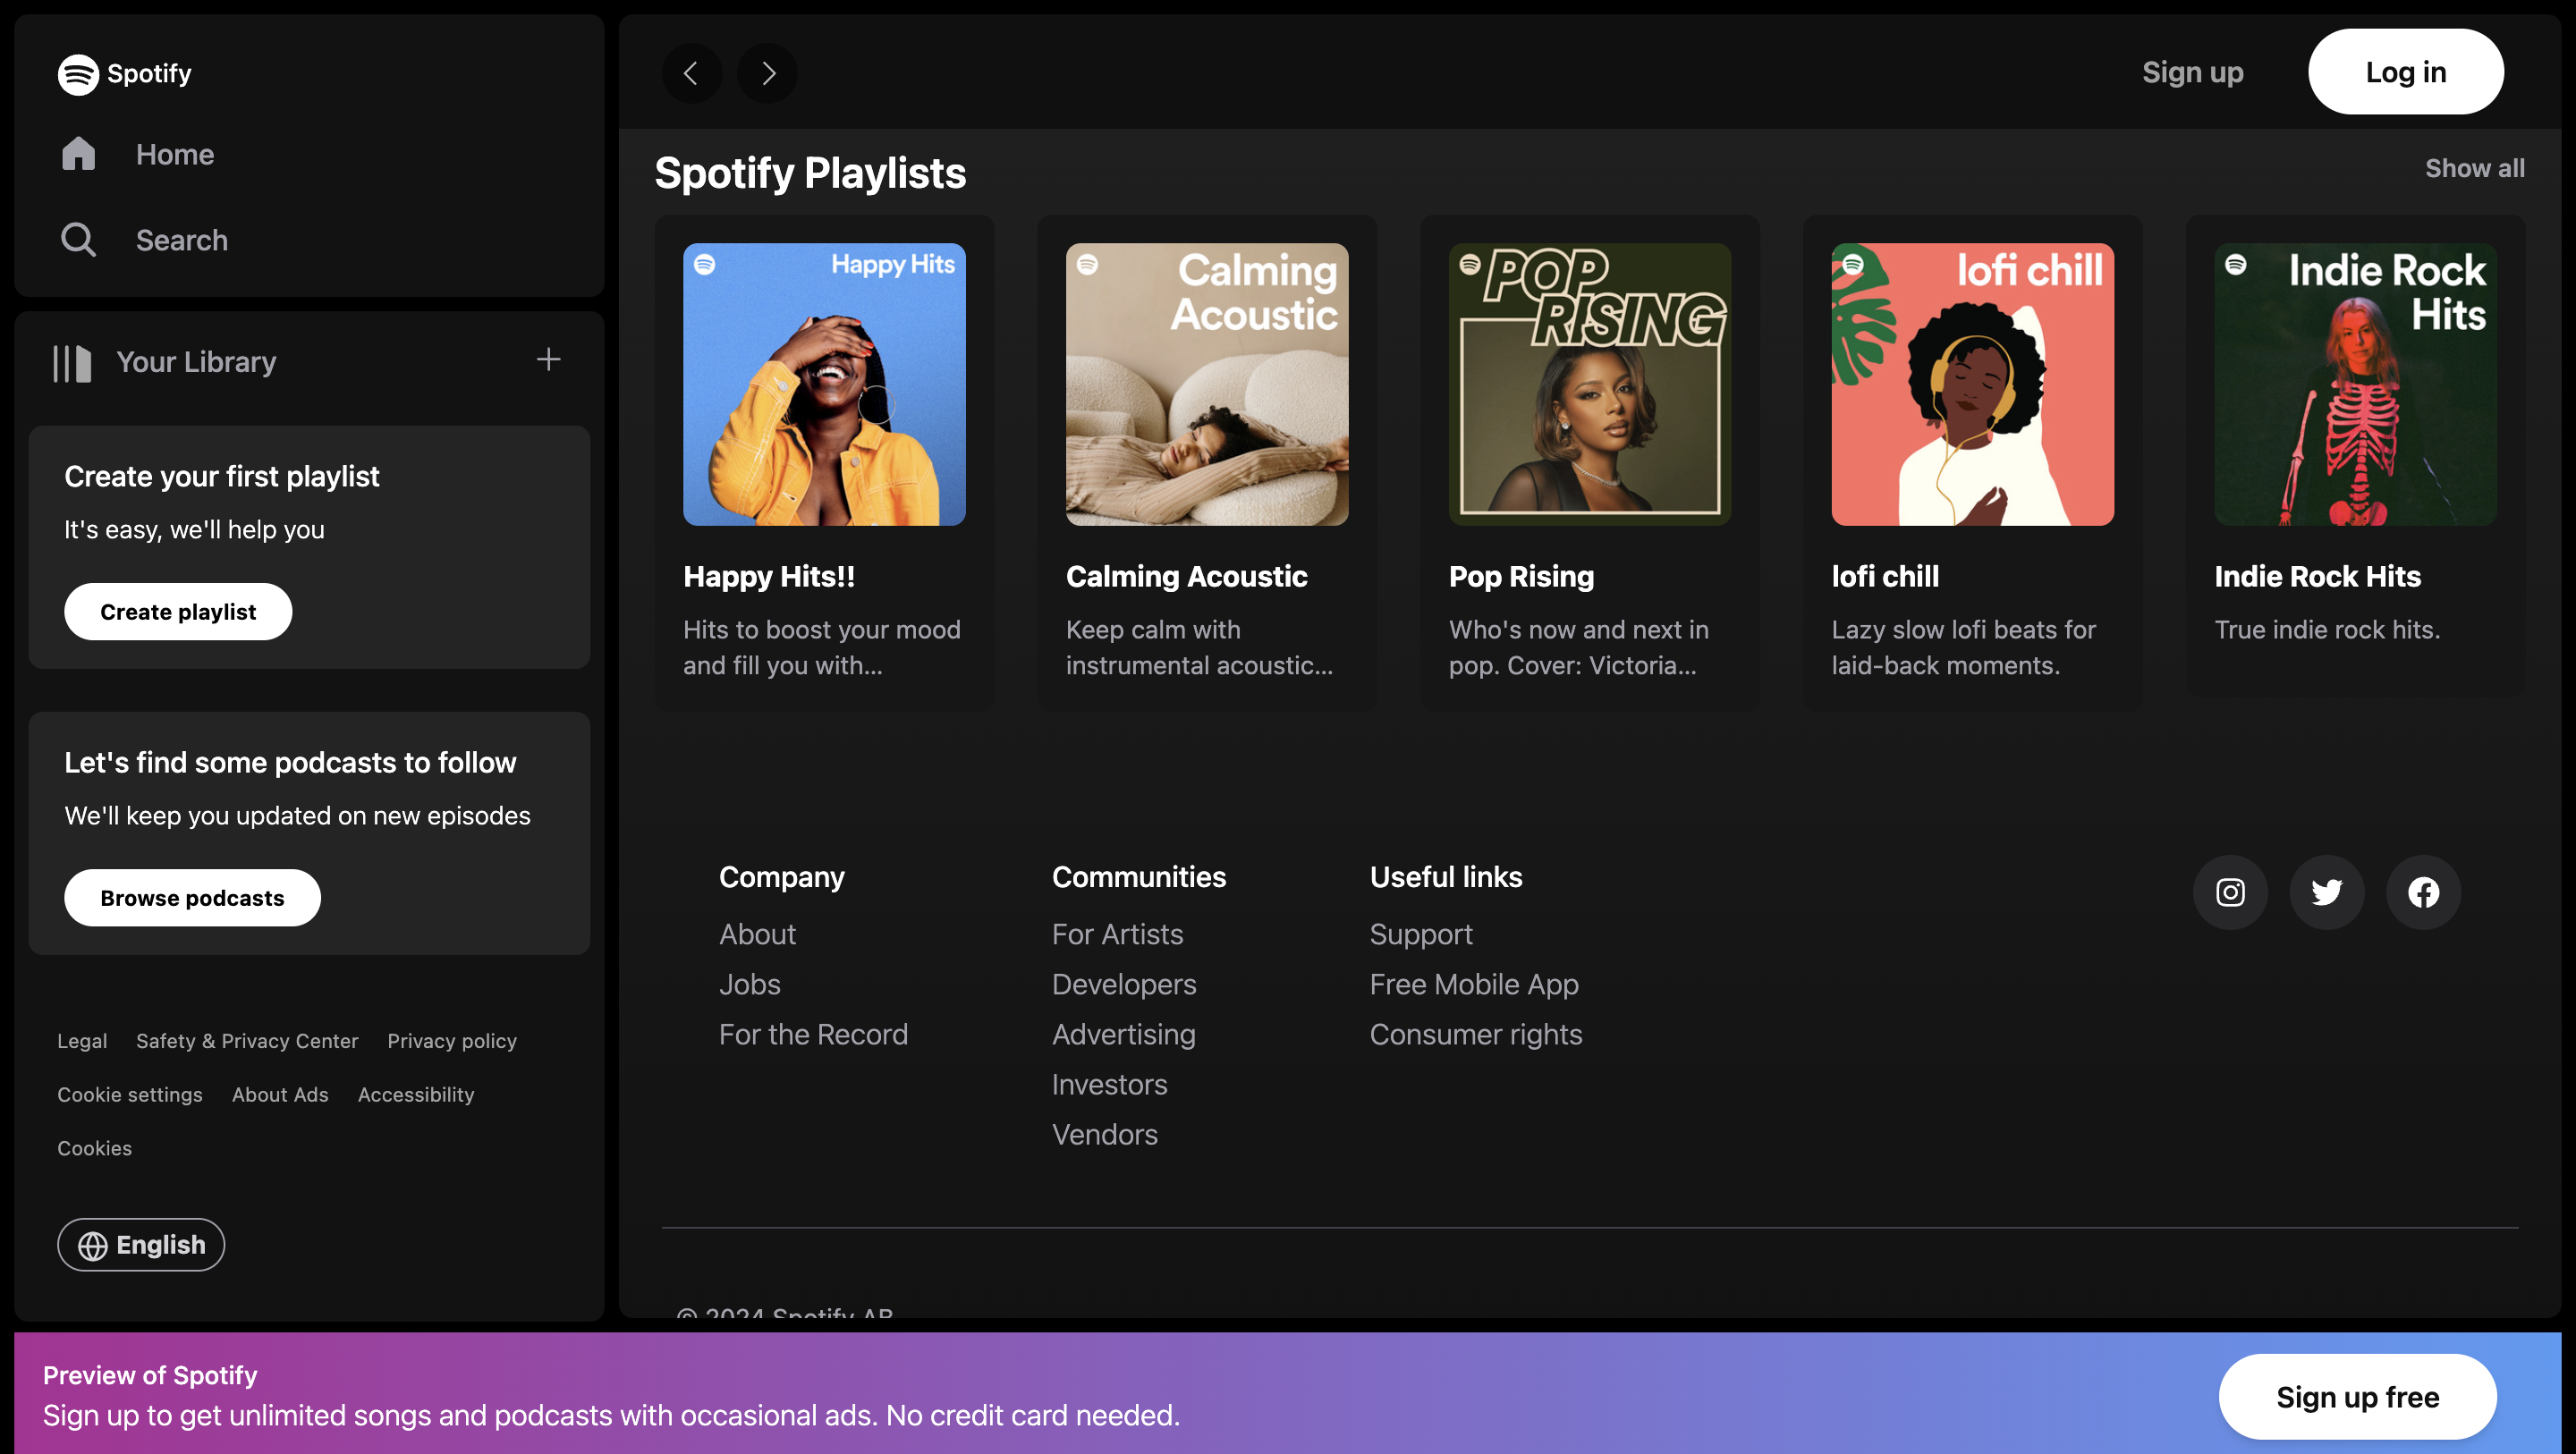 Spotify
Home
Search
Your Library
Create your first playlist
It's easy, we'll help you
Create playlist
Let's find some podcasts to follow
We'll keep you updated on new episodes
Browse podcasts
Legal Safety & Privacy Center Privacy policy
Cookie settings About Ads Accessibility
Cookies
English
Sign up Log in
Spotify Playlists Show all
Happy Hits
Calming
Acoustic
POP
RISING
lofi chill
Indie Rock
Hits
Happy Hits!!
Hits to boost your mood
and fill you with...
Calming Acoustic
Keep calm with
instrumental acoustic...
Pop Rising
Who's now and next in
pop. Cover: Victoria...
lofi chill
Lazy slow lofi beats for
laid-back moments.
Indie Rock Hits
True indie rock hits.
Company
About
Jobs
For the Record
Communities
For Artists
Developers
Advertising
Investors
Vendors
Useful links
Support
Free Mobile App
Consumer rights
© 2024 Spotify AB
Preview of Spotify
Sign up to get unlimited songs and podcasts with occasional ads. No credit card needed.
Sign up free